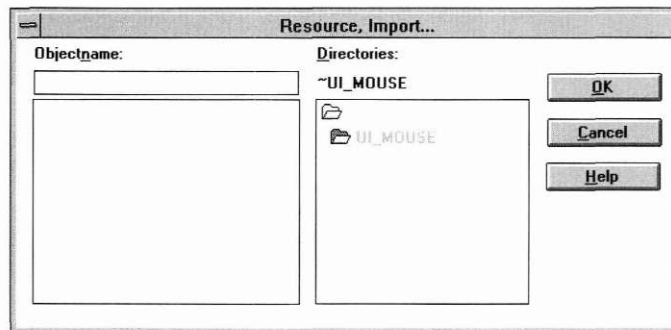 Resource, Import...
Objectname:
Directories:
~UI_MOUSE
OK
UI_MOUSE
Cancel
Help